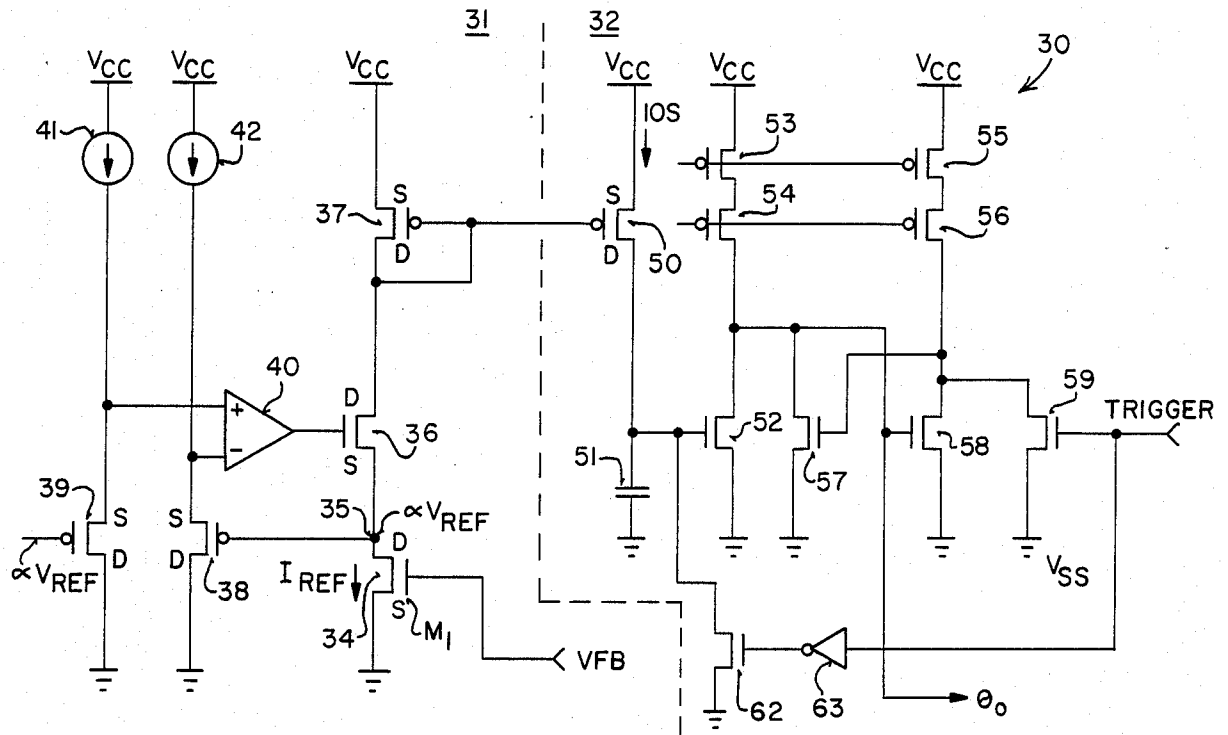 31
32
30
VCC
VCC
VCC
VCC
VCC
VCC
41
42
IOS
53
55
S
37
D
S
D
50
54
56
40
+
-
D
36
S
51
52
57
58
59
TRIGGER
39
S
D
αVREF
S
D
38
35
αVREF
D
IREF
34
S
M1
VFB
VSS
62
63
θo